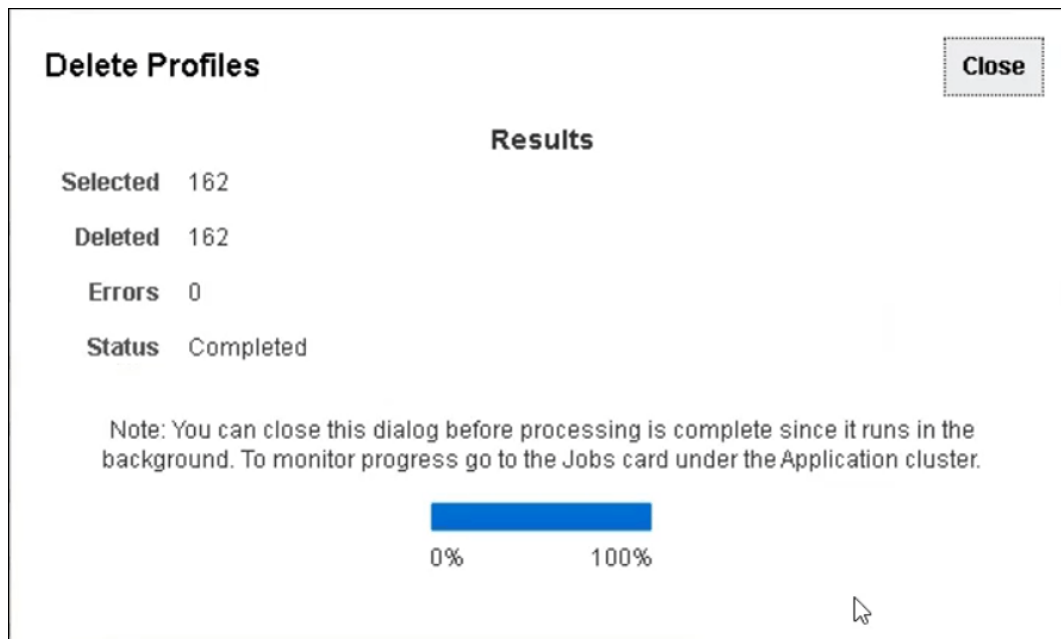 Delete Profiles
Close
Results
Selected 162
Deleted 162
Errors 0
Status Completed
Note: You can close this dialog before processing is complete since it runs in the
background. To monitor progress go to the Jobs card under the Application cluster.
0% 100%